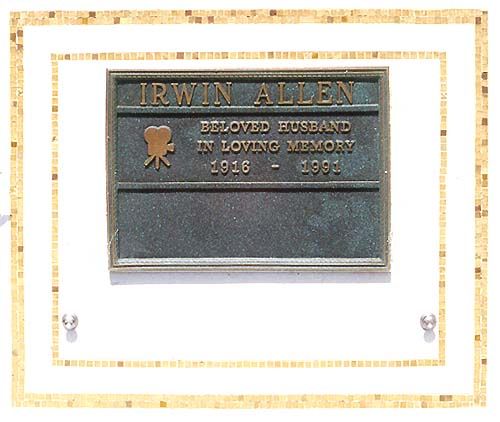 IRWIN ALLEN
BELOVED HUSBAND
IN LOVING MEMORY
1916 - 1991